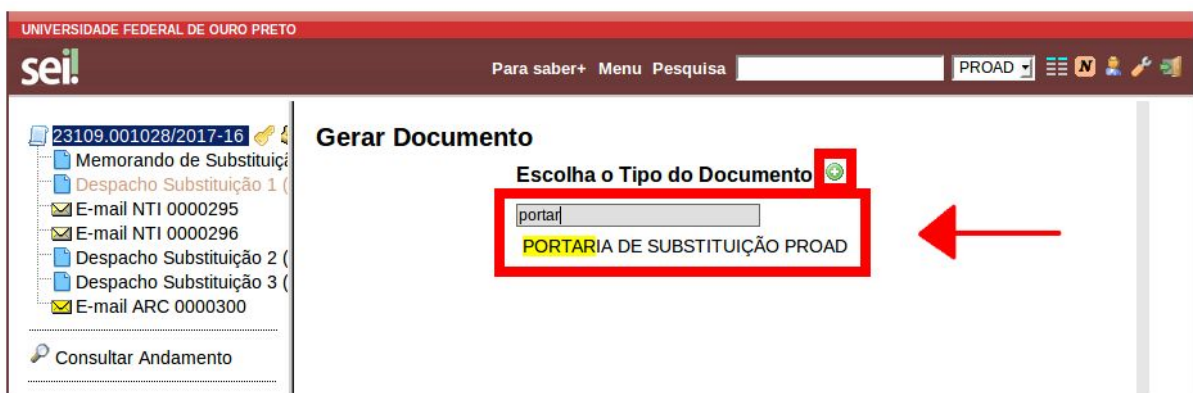 UNIVERSIDADE FEDERAL DE OURO PRETO
sei!
Para saber+ Menu Pesquisa PROAD N
23109.001028/2017-16
Memorando de Substituiçã
Despacho Substituição 1 (
E-mail NTI 0000295
E-mail NTI 0000296
Despacho Substituição 2 (
Despacho Substituição 3 (
E-mail ARC 0000300
Consultar Andamento
Gerar Documento
Escolha o Tipo do Documento
portar
PORTARIA DE SUBSTITUIÇÃO PROAD